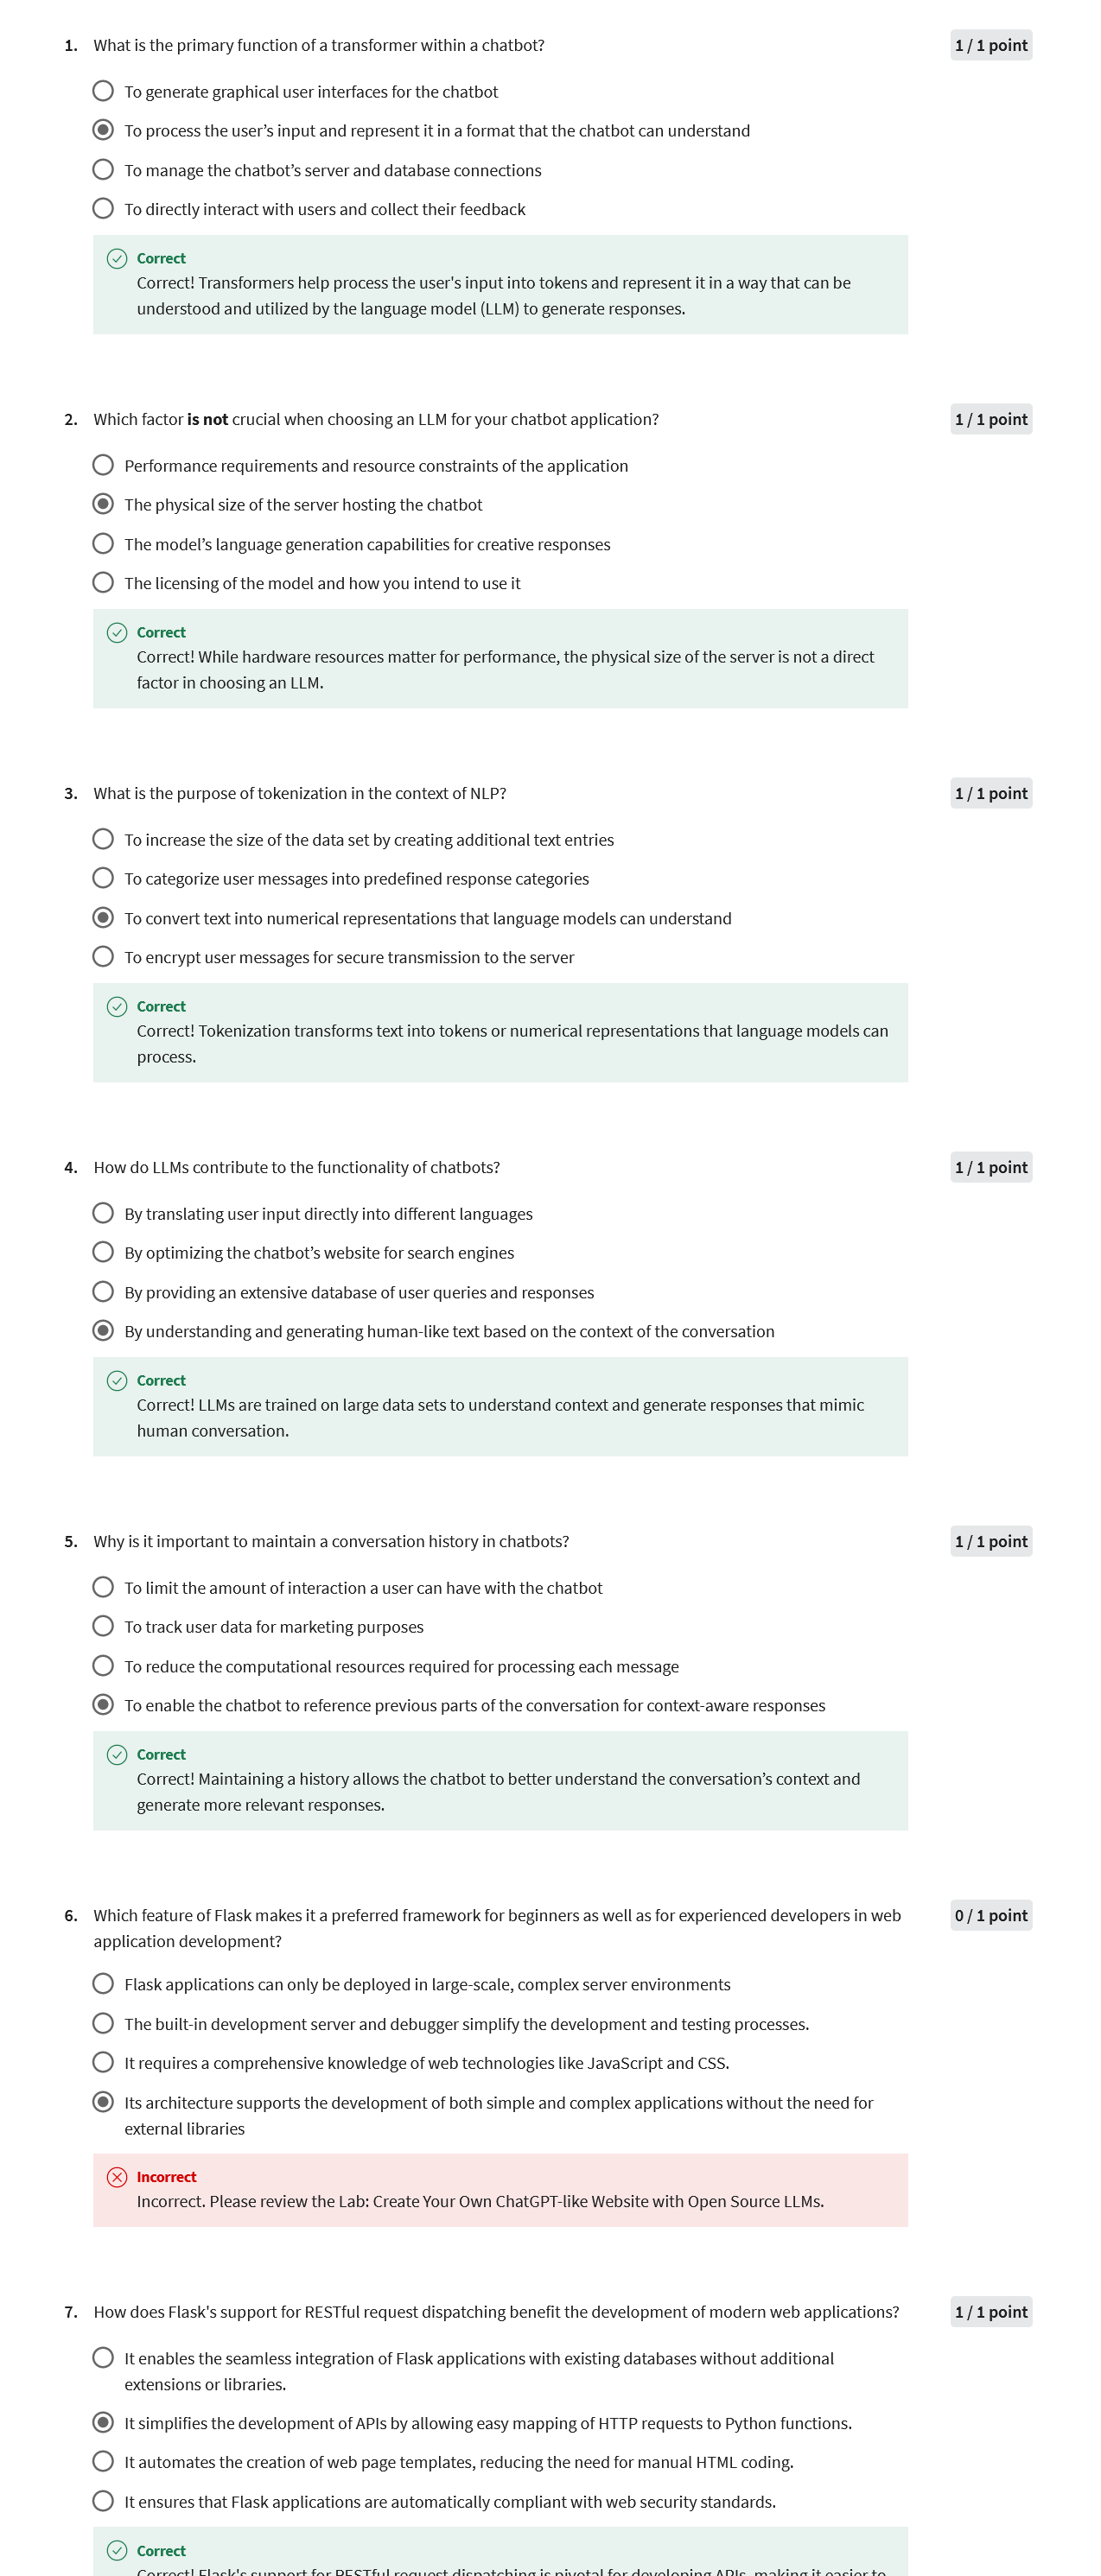 1. What is the primary function of a transformer within a chatbot?
1 / 1 point
To generate graphical user interfaces for the chatbot
To process the user’s input and represent it in a format that the chatbot can understand
To manage the chatbot’s server and database connections
To directly interact with users and collect their feedback
Correct
Correct! Transformers help process the user's input into tokens and represent it in a way that can be
understood and utilized by the language model (LLM) to generate responses.
2. Which factor is not crucial when choosing an LLM for your chatbot application?
1 / 1 point
Performance requirements and resource constraints of the application
The physical size of the server hosting the chatbot
The model’s language generation capabilities for creative responses
The licensing of the model and how you intend to use it
Correct
Correct! While hardware resources matter for performance, the physical size of the server is not a direct
factor in choosing an LLM.
3. What is the purpose of tokenization in the context of NLP?
1 / 1 point
To increase the size of the data set by creating additional text entries
To categorize user messages into predefined response categories
To convert text into numerical representations that language models can understand
To encrypt user messages for secure transmission to the server
Correct
Correct! Tokenization transforms text into tokens or numerical representations that language models can
process.
4. How do LLMs contribute to the functionality of chatbots?
1 / 1 point
By translating user input directly into different languages
By optimizing the chatbot’s website for search engines
By providing an extensive database of user queries and responses
By understanding and generating human-like text based on the context of the conversation
Correct
Correct! LLMs are trained on large data sets to understand context and generate responses that mimic
human conversation.
5. Why is it important to maintain a conversation history in chatbots?
1 / 1 point
To limit the amount of interaction a user can have with the chatbot
To track user data for marketing purposes
To reduce the computational resources required for processing each message
To enable the chatbot to reference previous parts of the conversation for context-aware responses
Correct
Correct! Maintaining a history allows the chatbot to better understand the conversation’s context and
generate more relevant responses.
6. Which feature of Flask makes it a preferred framework for beginners as well as for experienced developers in web
application development?
0 / 1 point
Flask applications can only be deployed in large-scale, complex server environments
The built-in development server and debugger simplify the development and testing processes.
It requires a comprehensive knowledge of web technologies like JavaScript and CSS.
Its architecture supports the development of both simple and complex applications without the need for
external libraries
Incorrect
Incorrect. Please review the Lab: Create Your Own ChatGPT-like Website with Open Source LLMs.
7. How does Flask's support for RESTful request dispatching benefit the development of modern web applications?
1 / 1 point
It enables the seamless integration of Flask applications with existing databases without additional
extensions or libraries.
It simplifies the development of APIs by allowing easy mapping of HTTP requests to Python functions.
It automates the creation of web page templates, reducing the need for manual HTML coding.
It ensures that Flask applications are automatically compliant with web security standards.
Correct
Correct! Flask's support for RESTful request dispatching is pivotal for developing APIs, making it easier to